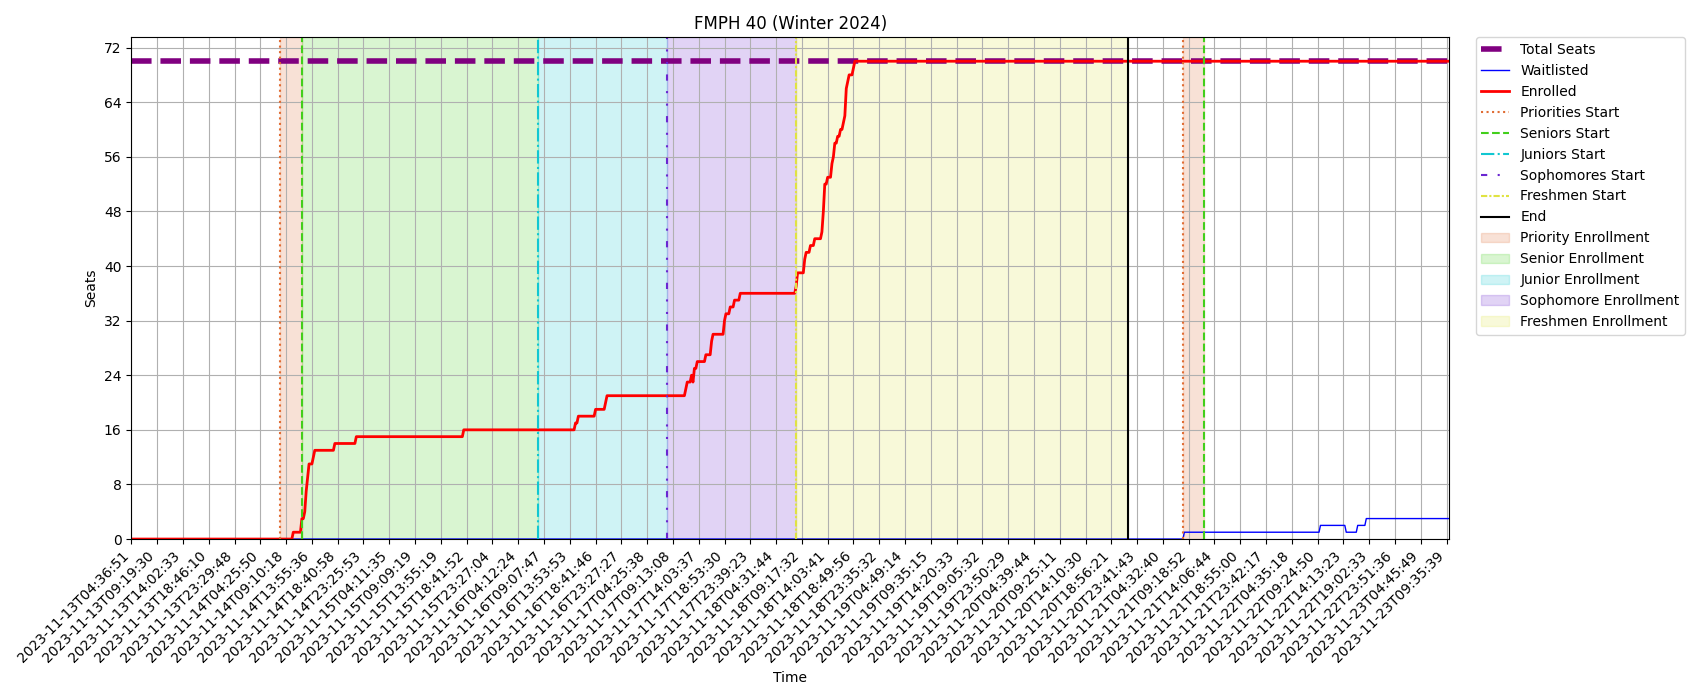 FMPH 40 (Winter 2024)
Seats
72
64
56
48
40
32
24
16
8
0
2023-11-13T04:36:51
2023-11-13T09:19:30
2023-11-13T14:02:33
2023-11-13T18:46:10
2023-11-13T23:29:48
2023-11-14T04:25:50
2023-11-14T09:10:18
2023-11-14T13:55:36
2023-11-14T18:40:58
2023-11-14T23:25:53
2023-11-15T04:11:35
2023-11-15T09:09:19
2023-11-15T13:55:19
2023-11-15T18:41:52
2023-11-15T23:27:04
2023-11-16T04:12:24
2023-11-16T09:07:47
2023-11-16T13:53:53
2023-11-16T18:41:46
2023-11-16T23:27:27
2023-11-17T04:25:38
2023-11-17T09:13:08
2023-11-17T14:03:37
2023-11-17T18:53:30
2023-11-17T23:39:23
2023-11-18T04:31:44
2023-11-18T09:17:32
2023-11-18T14:03:41
2023-11-18T18:49:56
2023-11-18T23:35:32
2023-11-19T04:49:14
2023-11-19T09:35:15
2023-11-19T14:20:33
2023-11-19T19:05:32
2023-11-19T23:50:29
2023-11-20T04:39:44
2023-11-20T09:25:11
2023-11-20T14:10:30
2023-11-20T18:56:21
2023-11-20T23:41:43
2023-11-21T04:32:40
2023-11-21T09:18:52
2023-11-21T14:06:44
2023-11-21T18:55:00
2023-11-21T23:42:17
2023-11-22T04:35:18
2023-11-22T09:24:50
2023-11-22T14:13:23
2023-11-22T19:02:33
2023-11-22T23:51:36
2023-11-23T04:45:49
2023-11-23T09:35:39
Time
Total Seats
Waitlisted
Enrolled
Priorities Start
Seniors Start
Juniors Start
Sophomores Start
Freshmen Start
End
Priority Enrollment
Senior Enrollment
Junior Enrollment
Sophomore Enrollment
Freshmen Enrollment